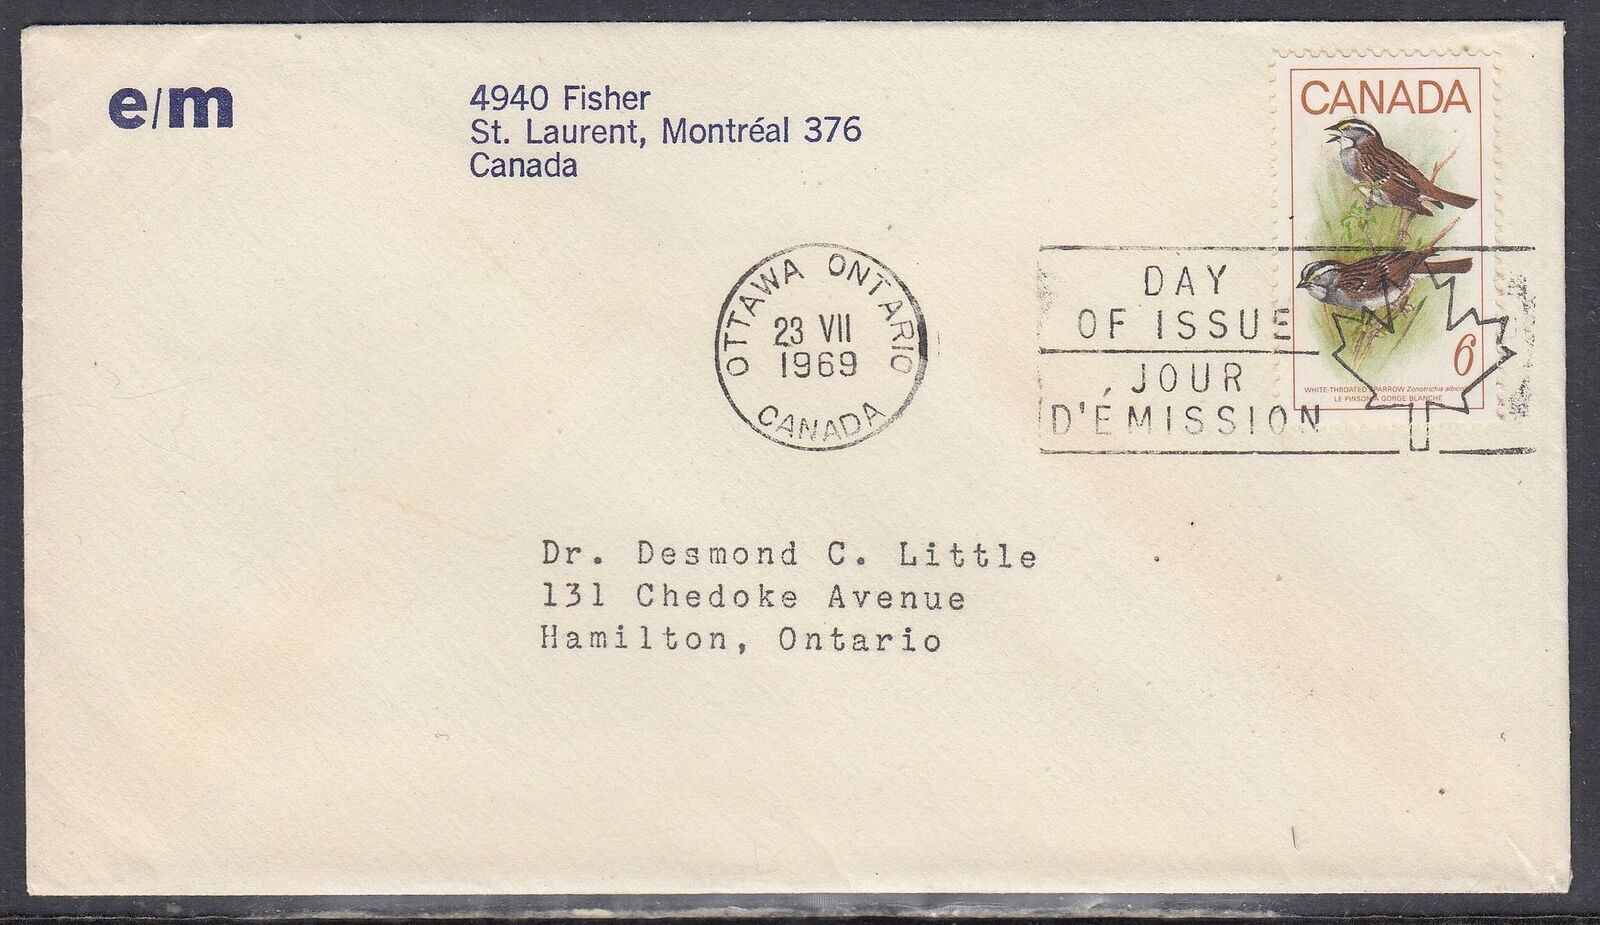 e/m
4940 Fisher
St. Laurent, Montréal 376
Canada
CANADA
6
WHITE-THROATED SPARROW Zonotrichia albicollis
LE PINSON À GORGE BLANCHE
OTTAWA ONTARIO
23 VII
1969
CANADA
DAY
OF ISSUE
JOUR
D'ÉMISSION
Dr. Desmond C. Little
131 Chedoke Avenue
Hamilton, Ontario